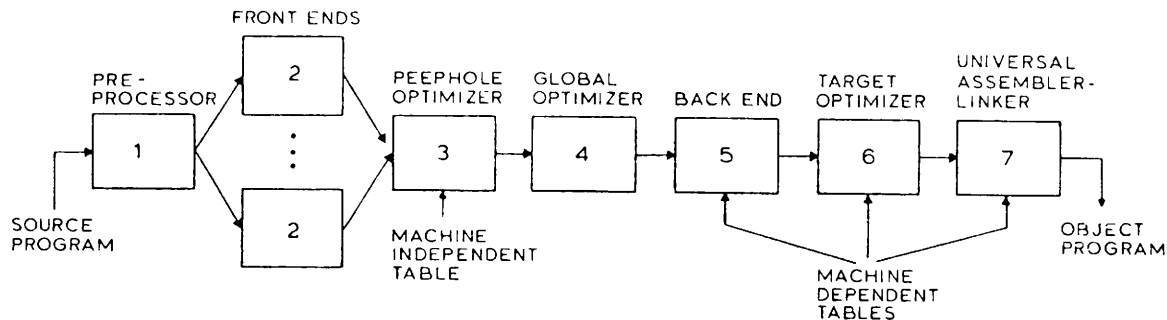 FRONT ENDS
2
PRE-
PROCESSOR
1
2
PEEPHOLE
OPTIMIZER
3
GLOBAL
OPTIMIZER
4
BACK END
5
TARGET
OPTIMIZER
6
UNIVERSAL
ASSEMBLER-
LINKER
7
SOURCE
PROGRAM
MACHINE
INDEPENDENT
TABLE
MACHINE
DEPENDENT
TABLES
OBJECT
PROGRAM